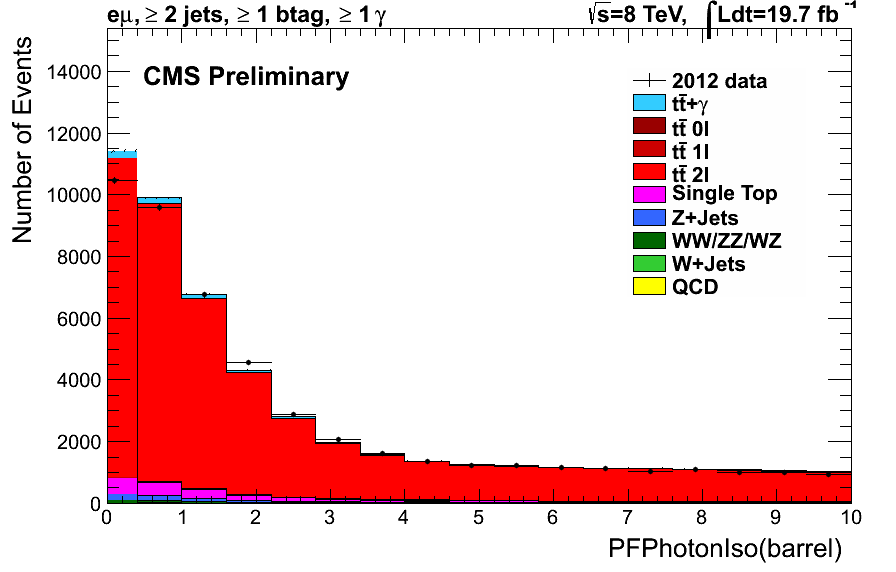 eμ, ≥ 2 jets, ≥ 1 btag, ≥ 1 γ √s=8 TeV, ∫Ldt=19.7 fb⁻¹
CMS Preliminary
2012 data
tt̄+γ
tt̄ 0l
tt̄ 1l
tt̄ 2l
Single Top
Z+Jets
WW/ZZ/WZ
W+Jets
QCD
Number of Events
14000
12000
10000
8000
6000
4000
2000
0
0 1 2 3 4 5 6 7 8 9 10
PFPhotonIso(barrel)